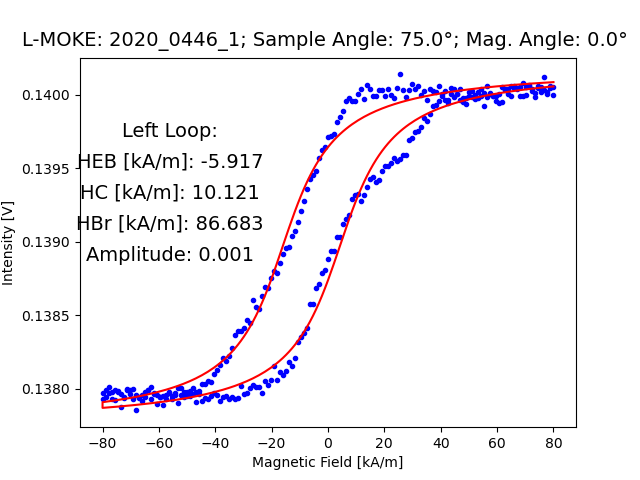 L-MOKE: 2020_0446_1; Sample Angle: 75.0°; Mag. Angle: 0.0°
Left Loop:
HEB [kA/m]: -5.917
HC [kA/m]: 10.121
HBr [kA/m]: 86.683
Amplitude: 0.001
Intensity [V]
0.1400
0.1395
0.1390
0.1385
0.1380
−80 −60 −40 −20 0 20 40 60 80
Magnetic Field [kA/m]